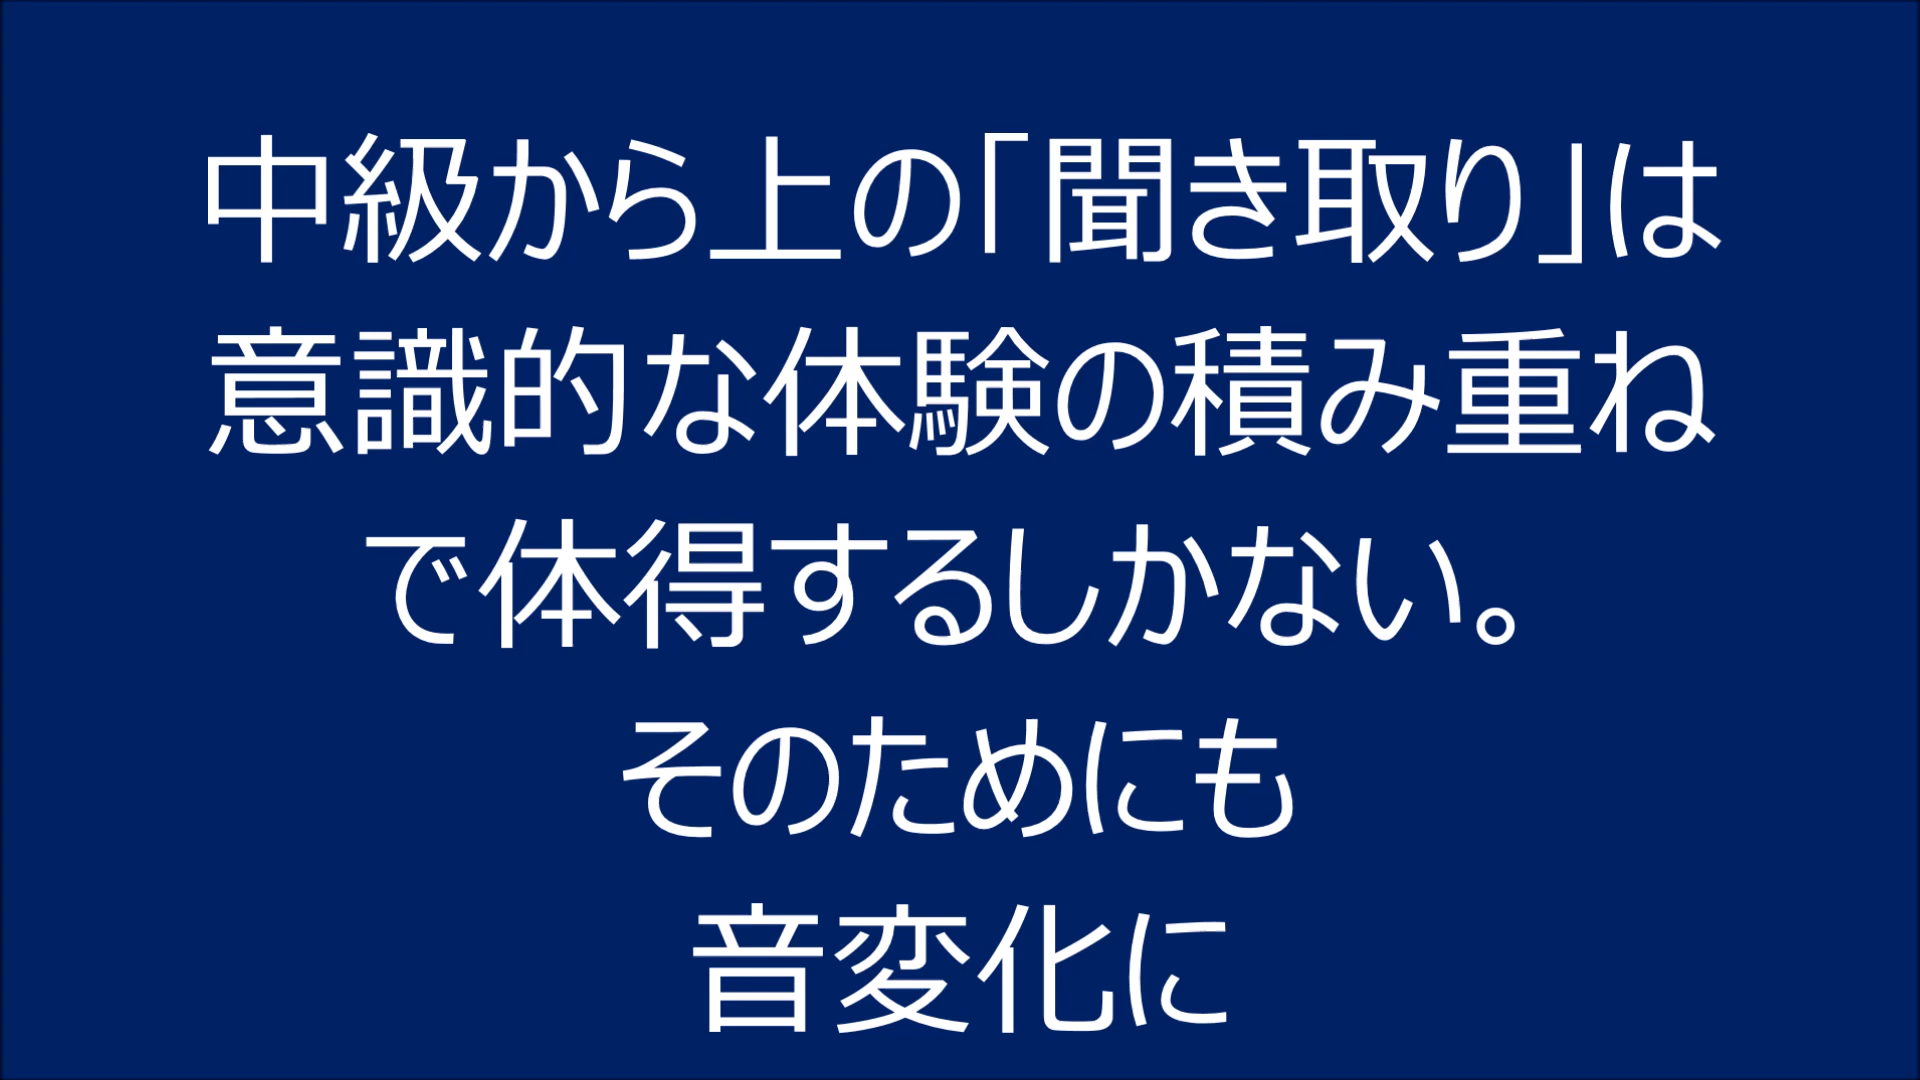 中級から上の「聞き取り」は
意識的な体験の積み重ね
で体得するしかない。
そのためにも
音変化に